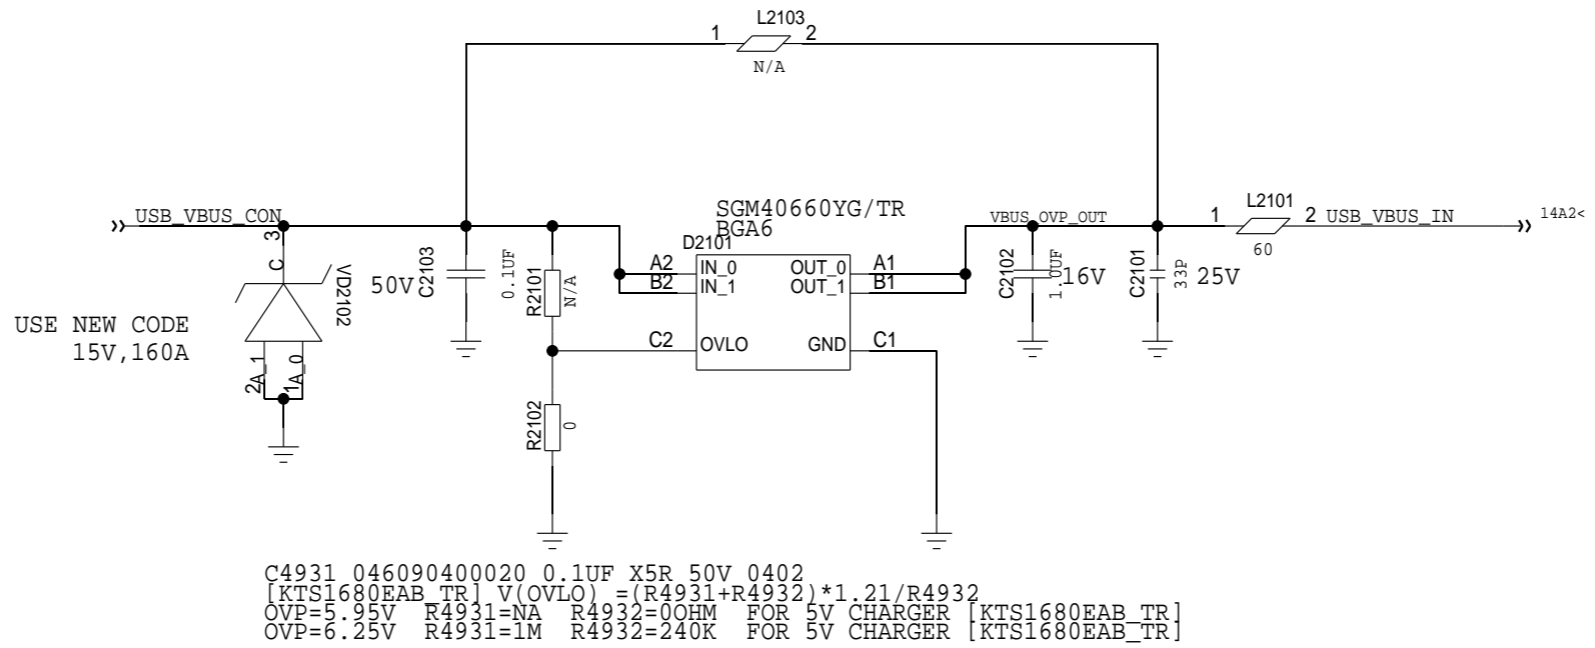 L2103
1 2
N/A
USB_VBUS_CON
SGM40660YG/TR
BGA6
D2101
VBUS_OVP_OUT
L2101
1 2
60
USB_VBUS_IN
14A2<
3
C
VD2102
50V
C2103
0.1UF
R2101
N/A
A2 IN_0 OUT_0 A1
B2 IN_1 OUT_1 B1
C2 OVLO GND C1
C2102
1.0UF
16V
C2101
33P
25V
USE NEW CODE
15V,160A
2 A_1
1 A_0
R2102
0
C4931 046090400020 0.1UF X5R 50V 0402
[KTS1680EAB_TR] V(OVLO) =(R4931+R4932)*1.21/R4932
OVP=5.95V R4931=NA R4932=0OHM FOR 5V CHARGER [KTS1680EAB_TR]
OVP=6.25V R4931=1M R4932=240K FOR 5V CHARGER [KTS1680EAB_TR]